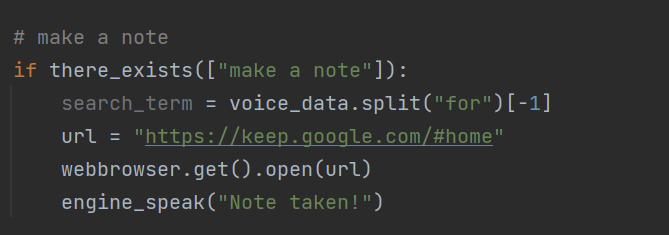 # make a note
if there_exists(["make a note"]):
    search_term = voice_data.split("for")[-1]
    url = "https://keep.google.com/#home"
    webbrowser.get().open(url)
    engine_speak("Note taken!")